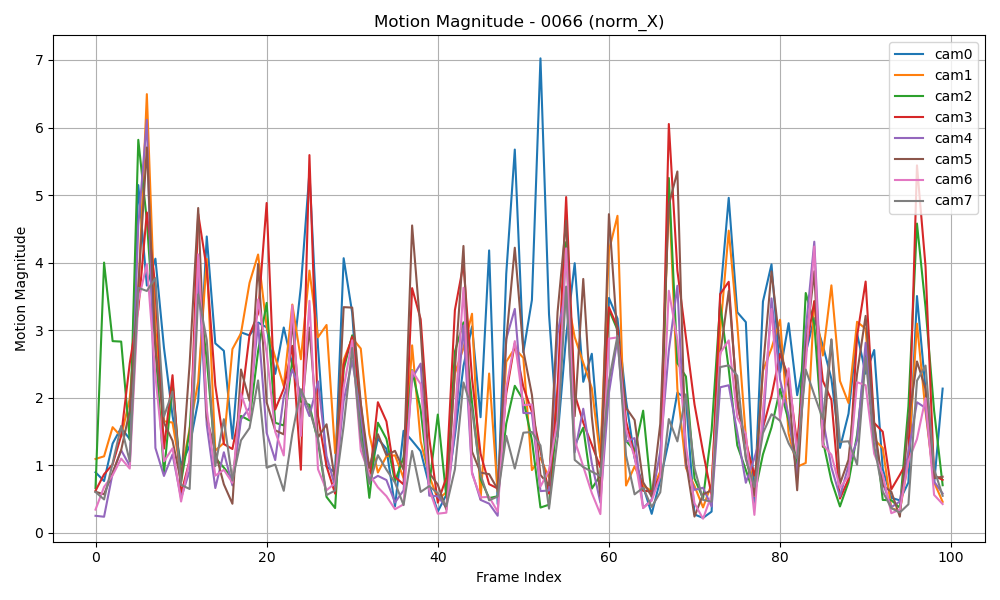 Motion Magnitude - 0066 (norm_X)
Motion Magnitude
7
6
5
4
3
2
1
0
0 20 40 60 80 100
Frame Index
cam0
cam1
cam2
cam3
cam4
cam5
cam6
cam7